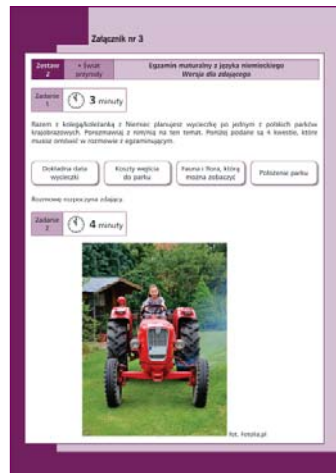 Załącznik nr 3
Zestaw 2
• Świat przyrody
Egzamin maturalny z języka niemieckiego
Wersja dla zdającego
Zadanie 1
3 minuty
Razem z kolegą/koleżanką z Niemiec planujesz wycieczkę po jednym z polskich parków
krajobrazowych. Porozmawiaj z nim/nią na ten temat. Poniżej podane są 4 kwestie, które
musisz omówić w rozmowie z egzaminującym.
Dokładna data wycieczki
Koszty wejścia do parku
Fauna i flora, którą można zobaczyć
Położenie parku
Rozmowę rozpoczyna zdający.
Zadanie 2
4 minuty
fot. Fotolia.pl